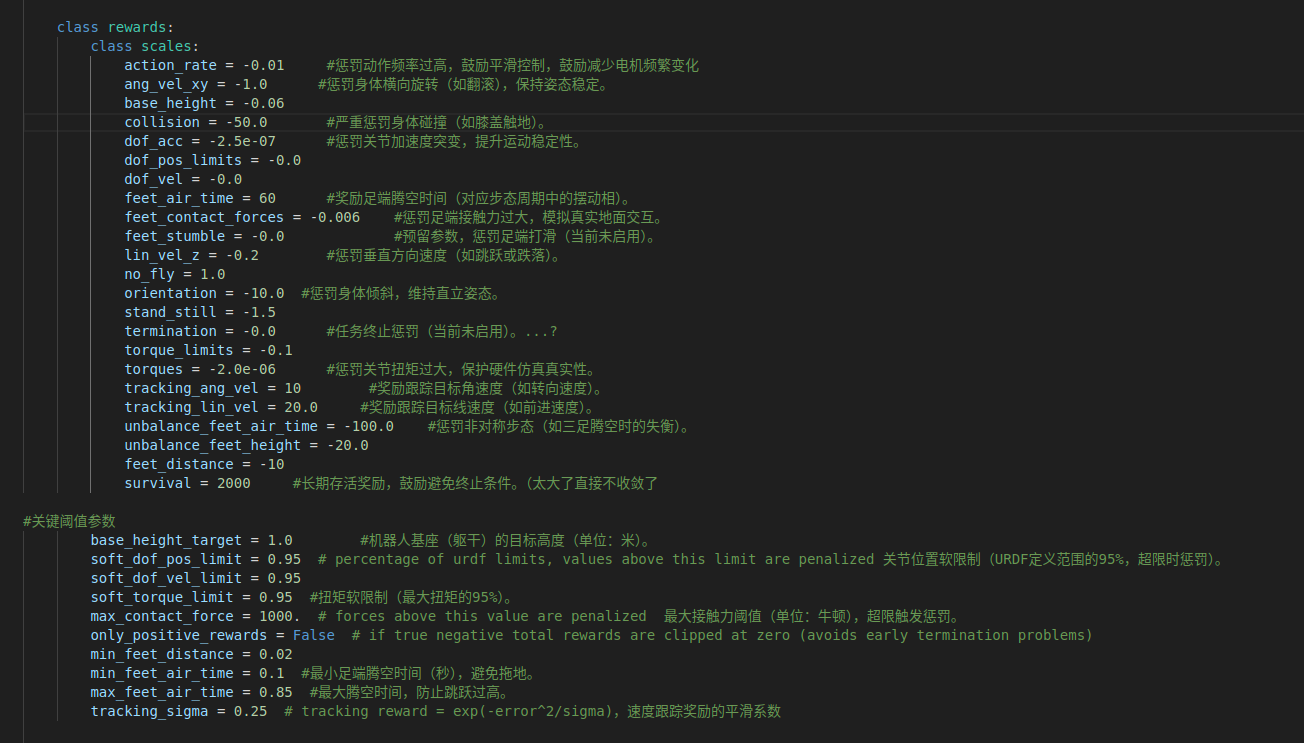 class rewards:
class scales:
action_rate = -0.01 #惩罚动作频率过高，鼓励平滑控制，鼓励减少电机频繁变化
ang_vel_xy = -1.0 #惩罚身体横向旋转（如翻滚），保持姿态稳定。
base_height = -0.06
collision = -50.0 #严重惩罚身体碰撞（如膝盖触地）。
dof_acc = -2.5e-07 #惩罚关节加速度突变，提升运动稳定性。
dof_pos_limits = -0.0
dof_vel = -0.0
feet_air_time = 60 #奖励足端腾空时间（对应步态周期中的摆动相）。
feet_contact_forces = -0.006 #惩罚足端接触力过大，模拟真实地面交互。
feet_stumble = -0.0 #预留参数，惩罚足端打滑（当前未启用）。
lin_vel_z = -0.2 #惩罚垂直方向速度（如跳跃或跌落）。
no_fly = 1.0
orientation = -10.0 #惩罚身体倾斜，维持直立姿态。
stand_still = -1.5
termination = -0.0 #任务终止惩罚（当前未启用）。...?
torque_limits = -0.1
torques = -2.0e-06 #惩罚关节扭矩过大，保护硬件仿真真实性。
tracking_ang_vel = 10 #奖励跟踪目标角速度（如转向速度）。
tracking_lin_vel = 20.0 #奖励跟踪目标线速度（如前进速度）。
unbalance_feet_air_time = -100.0 #惩罚非对称步态（如三足腾空时的失衡）。
unbalance_feet_height = -20.0
feet_distance = -10
survival = 2000 #长期存活奖励，鼓励避免终止条件。（太大了直接不收敛了
#关键阈值参数
base_height_target = 1.0 #机器人基座（躯干）的目标高度（单位：米）。
soft_dof_pos_limit = 0.95 # percentage of urdf limits, values above this limit are penalized 关节位置软限制（URDF定义范围的95%，超限时惩罚）。
soft_dof_vel_limit = 0.95
soft_torque_limit = 0.95 #扭矩软限制（最大扭矩的95%）。
max_contact_force = 1000. # forces above this value are penalized 最大接触力阈值（单位：牛顿），超限触发惩罚。
only_positive_rewards = False # if true negative total rewards are clipped at zero (avoids early termination problems)
min_feet_distance = 0.02
min_feet_air_time = 0.1 #最小足端腾空时间（秒），避免拖地。
max_feet_air_time = 0.85 #最大腾空时间，防止跳跃过高。
tracking_sigma = 0.25 # tracking reward = exp(-error^2/sigma)，速度跟踪奖励的平滑系数